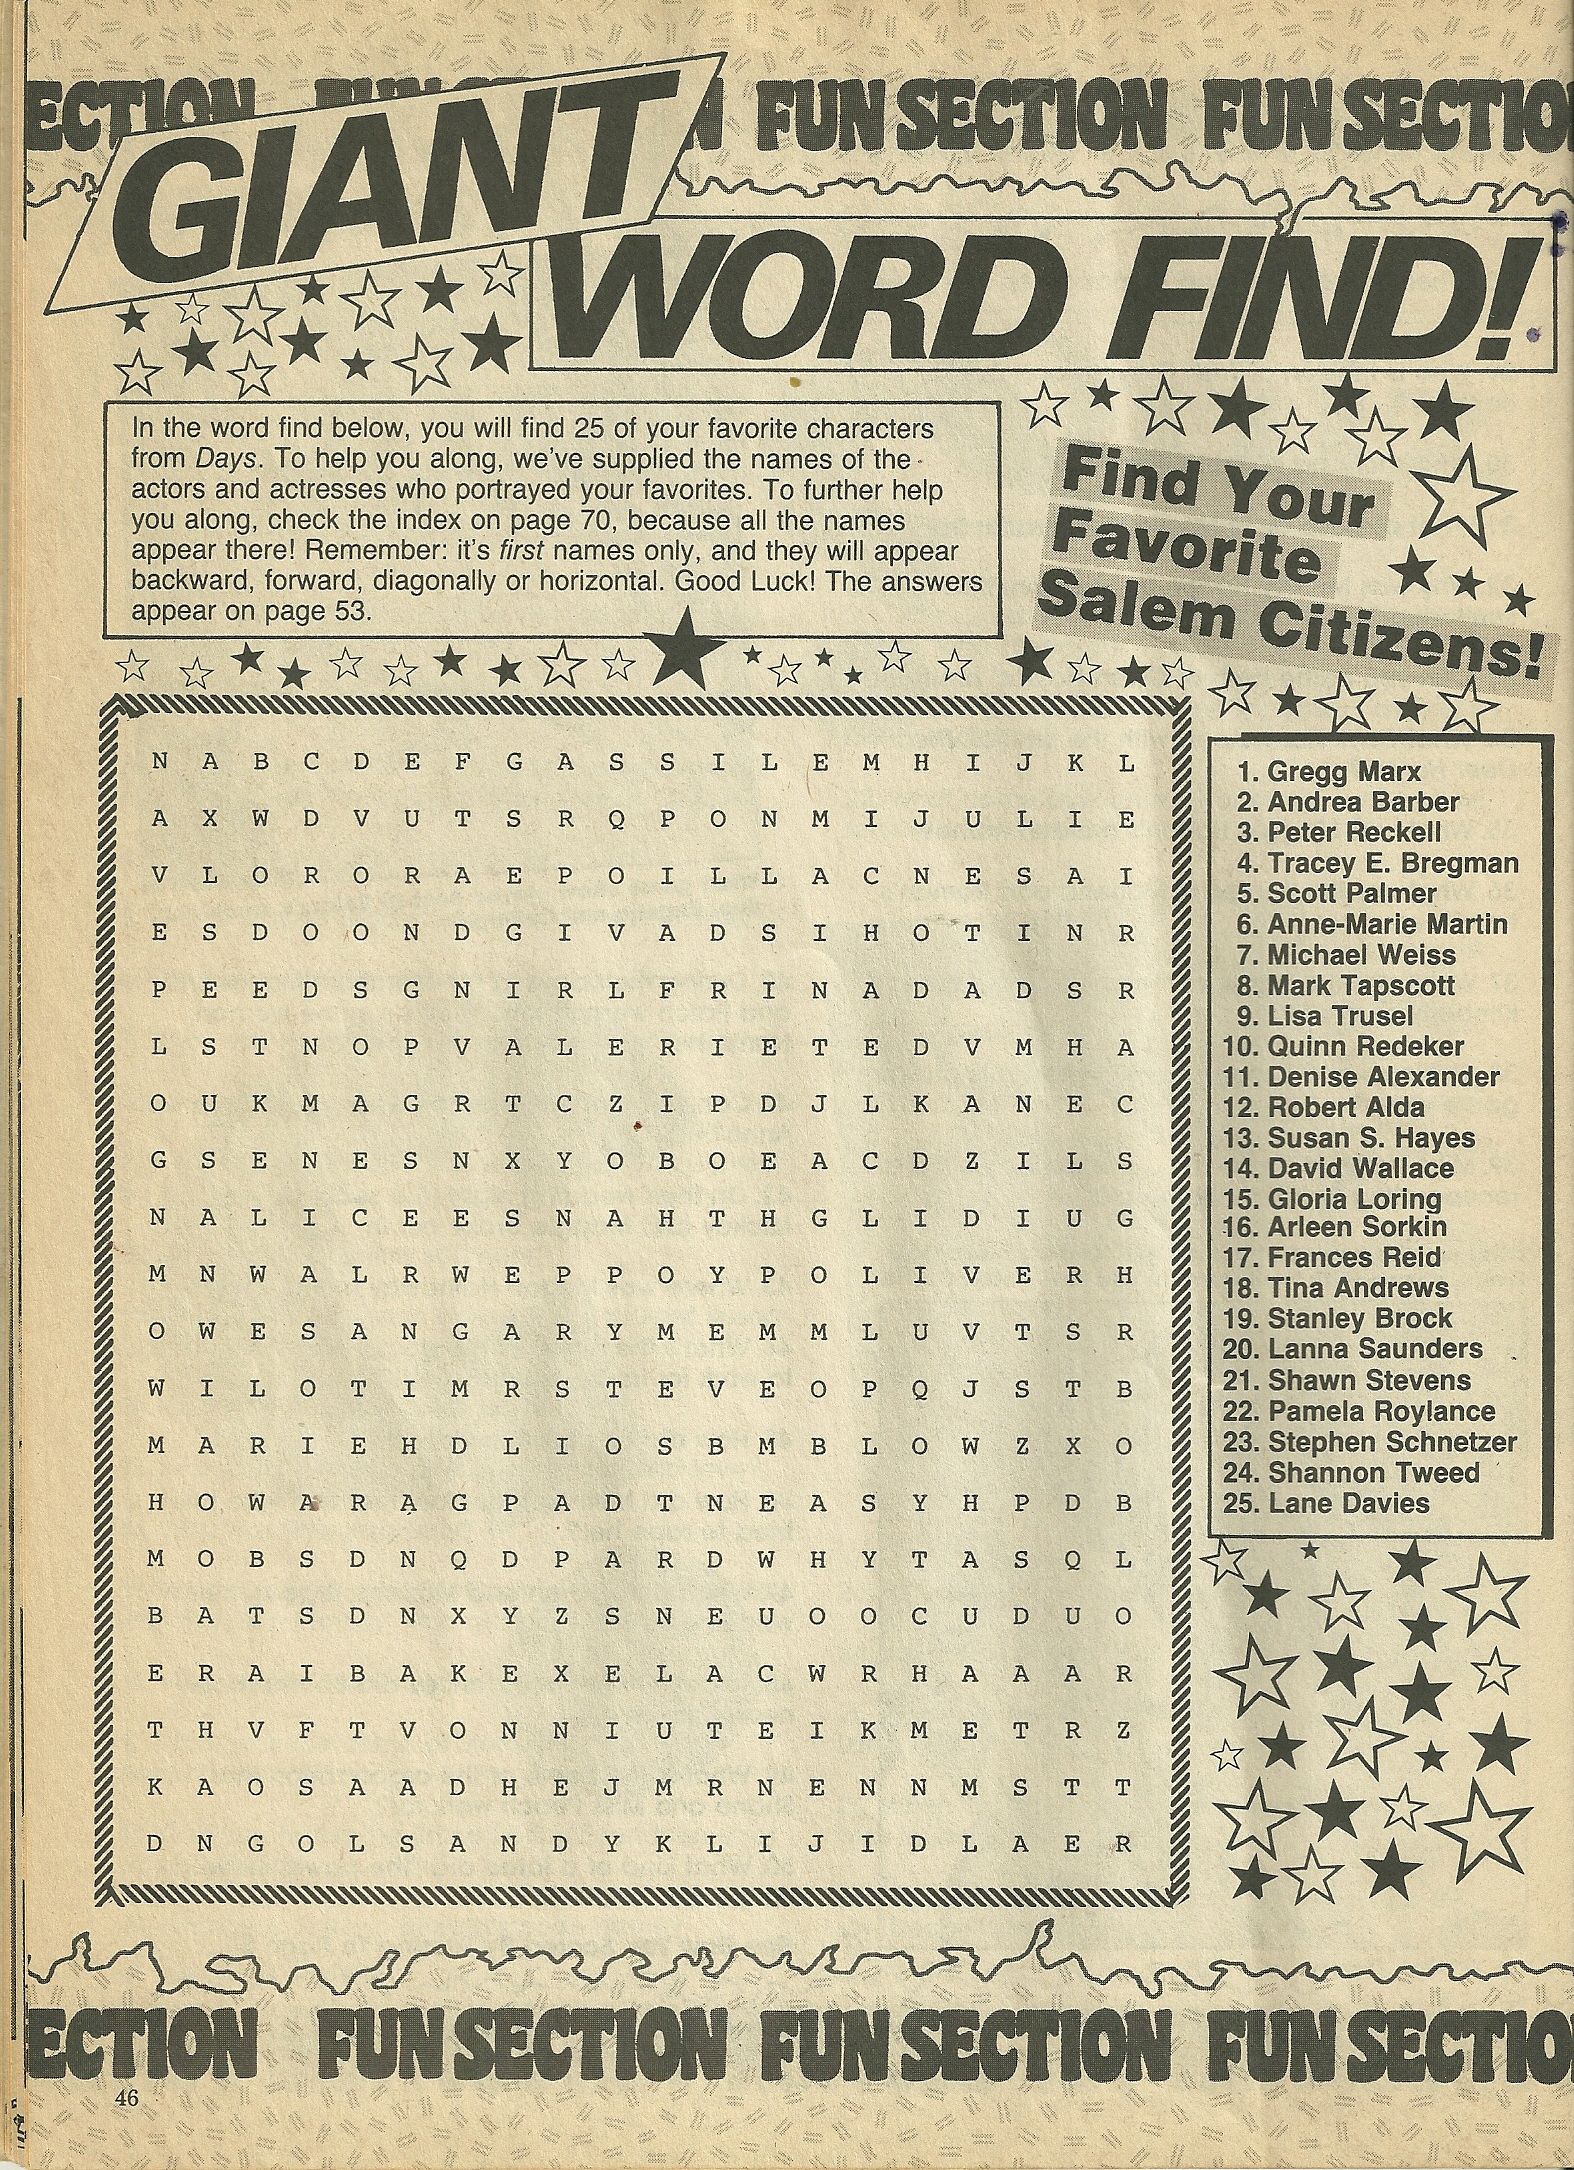 ECTION FUN SECTION FUN SECTION FUN SECTIO
GIANT
WORD FIND!
In the word find below, you will find 25 of your favorite characters
from Days. To help you along, we've supplied the names of the
actors and actresses who portrayed your favorites. To further help
you along, check the index on page 70, because all the names
appear there! Remember: it's first names only, and they will appear
backward, forward, diagonally or horizontal. Good Luck! The answers
appear on page 53.
Find Your
Favorite
Salem Citizens!
N A B C D E F G A S S I L E M H I J K L
A X W D V U T S R Q P O N M I J U L I E
V L O R O R A E P O I L L A C N E S A I
E S D O O N D G I V A D S I H O T I N R
P E E D S G N I R L F R I N A D A D S R
L S T N O P V A L E R I E T E D V M H A
O U K M A G R T C Z I P D J L K A N E C
G S E N E S N X Y O B O E A C D Z I L S
N A L I C E E S N A H T H G L I D I U G
M N W A L R W E P P O Y P O L I V E R H
O W E S A N G A R Y M E M M L U V T S R
W I L O T I M R S T E V E O P Q J S T B
M A R I E H D L I O S B M B L O W Z X O
H O W A R A G P A D T N E A S Y H P D B
M O B S D N Q D P A R D W H Y T A S Q L
B A T S D N X Y Z S N E U O O C U D U O
E R A I B A K E X E L A C W R H A A A R
T H V F T V O N N I U T E I K M E T R Z
K A O S A A D H E J M R N E N N M S T T
D N G O L S A N D Y K L I J I D L A E R
1. Gregg Marx
2. Andrea Barber
3. Peter Reckell
4. Tracey E. Bregman
5. Scott Palmer
6. Anne-Marie Martin
7. Michael Weiss
8. Mark Tapscott
9. Lisa Trusel
10. Quinn Redeker
11. Denise Alexander
12. Robert Alda
13. Susan S. Hayes
14. David Wallace
15. Gloria Loring
16. Arleen Sorkin
17. Frances Reid
18. Tina Andrews
19. Stanley Brock
20. Lanna Saunders
21. Shawn Stevens
22. Pamela Roylance
23. Stephen Schnetzer
24. Shannon Tweed
25. Lane Davies
ECTION FUN SECTION FUN SECTION FUN SECTIO
46